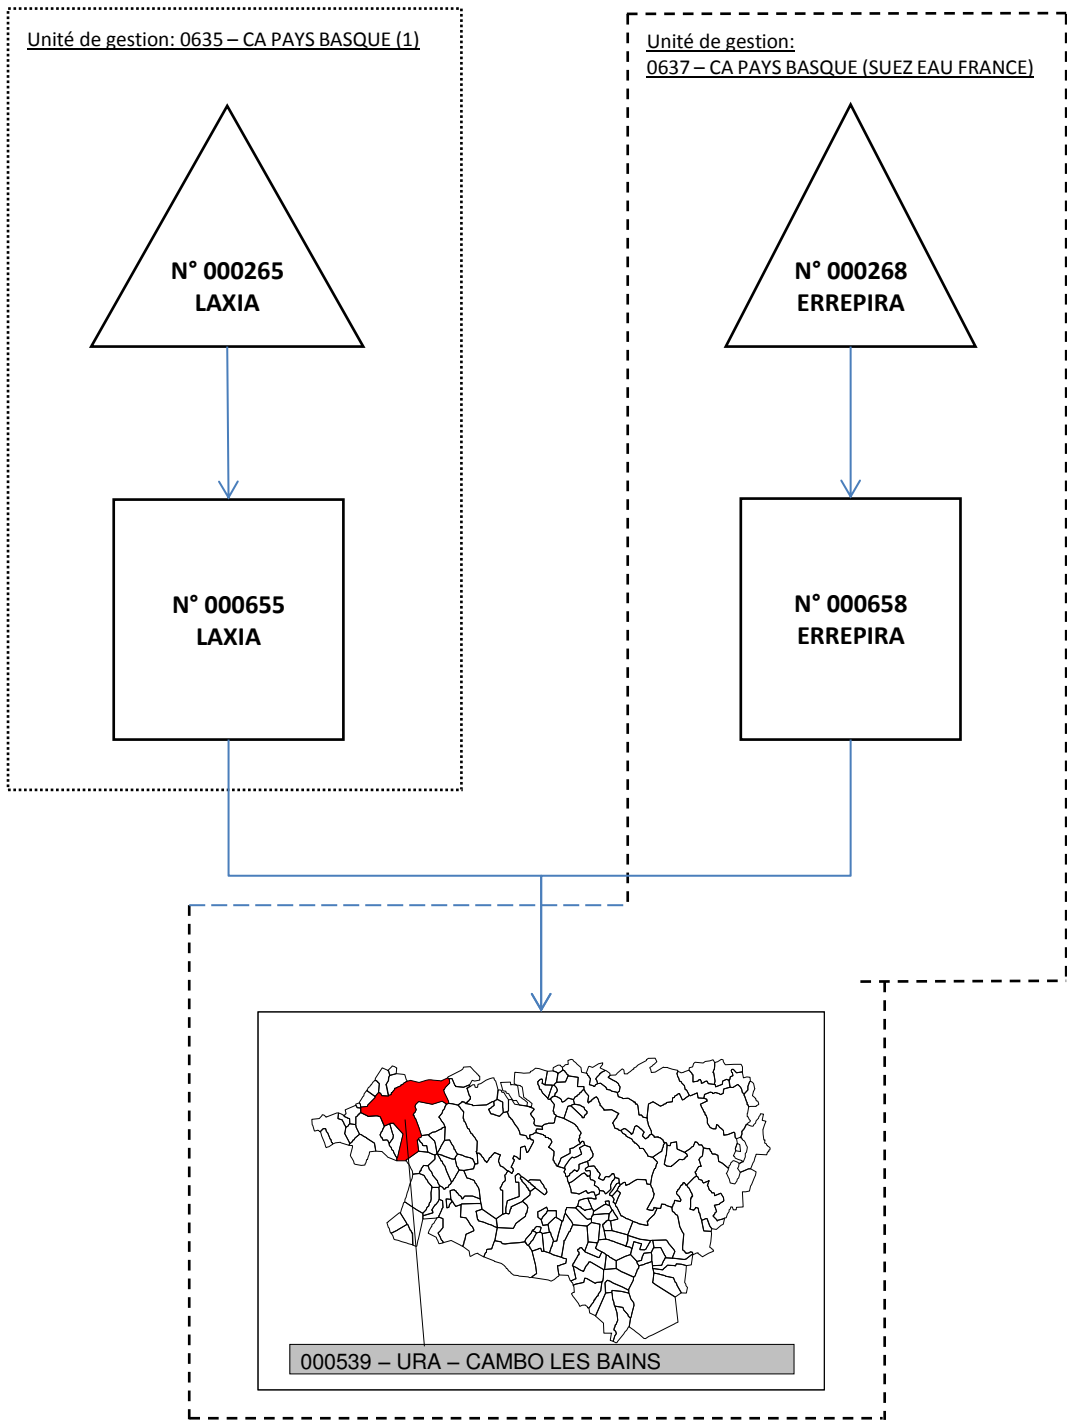 Unité de gestion: 0635 – CA PAYS BASQUE (1)
Unité de gestion:
0637 – CA PAYS BASQUE (SUEZ EAU FRANCE)
N° 000265
LAXIA
N° 000268
ERREPIRA
N° 000655
LAXIA
N° 000658
ERREPIRA
000539 – URA – CAMBO LES BAINS